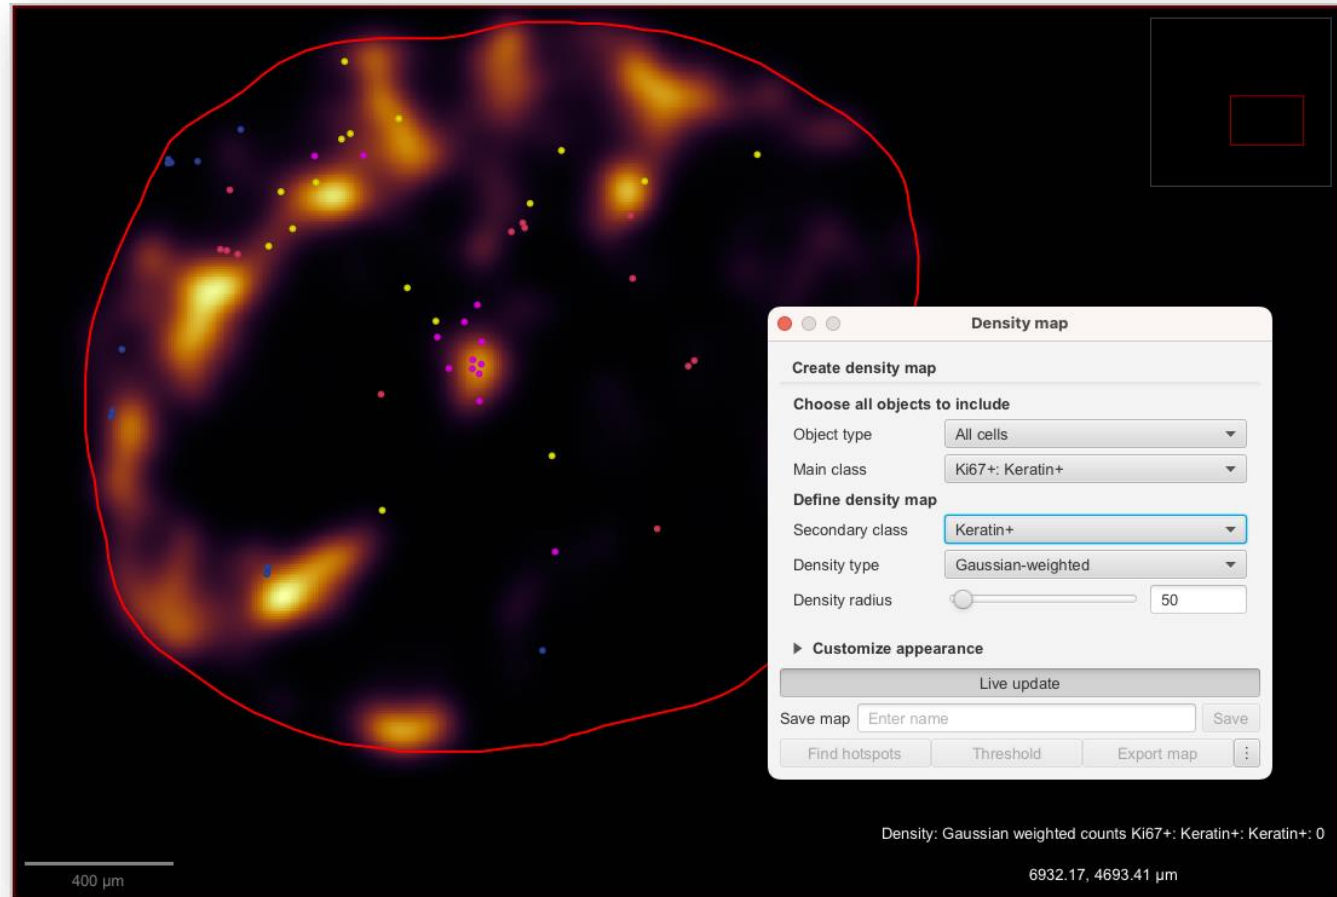 Density map
Create density map
Choose all objects to include
Object type All cells
Main class Ki67+: Keratin+
Define density map
Secondary class Keratin+
Density type Gaussian-weighted
Density radius 50
Customize appearance
Live update
Save map Enter name Save
Find hotspots Threshold Export map
Density: Gaussian weighted counts Ki67+: Keratin+: Keratin+: 0
400 μm
6932.17, 4693.41 μm